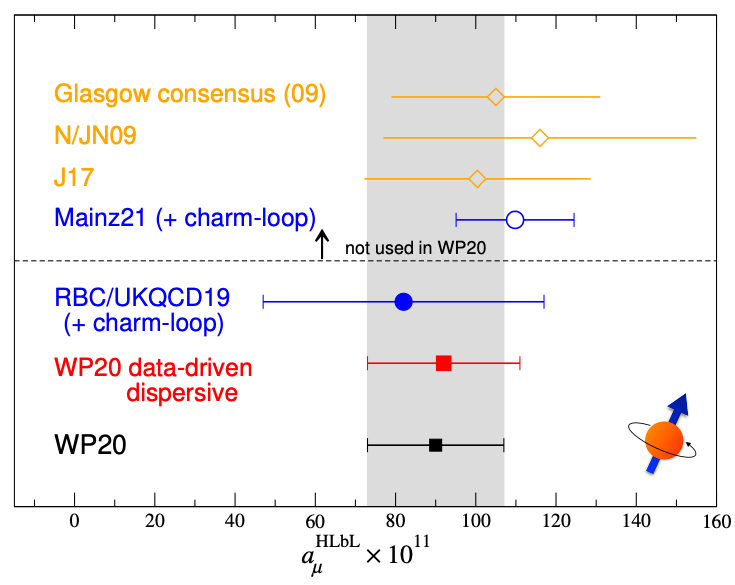 Glasgow consensus (09)
N/JN09
J17
Mainz21 (+ charm-loop)
not used in WP20
RBC/UKQCD19
(+ charm-loop)
WP20 data-driven
dispersive
WP20
0 20 40 60 80 100 120 140 160
a_μ^HLbL × 10^11